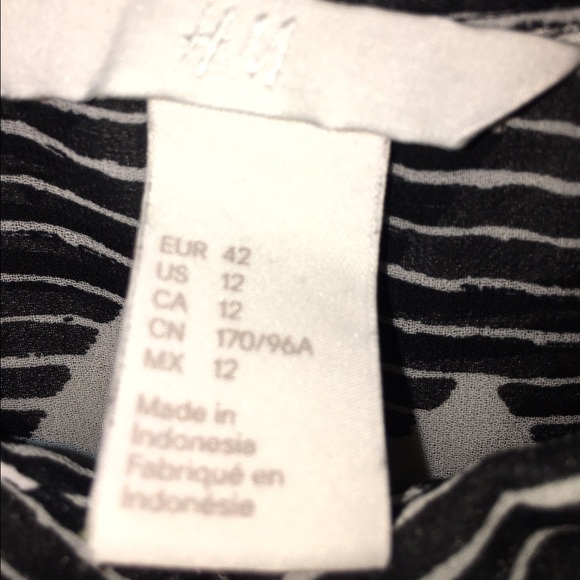 H&M
EUR 42
US 12
CA 12
CN 170/96A
MX 12
Made in
Indonesia
Fabriqué en
Indonésie